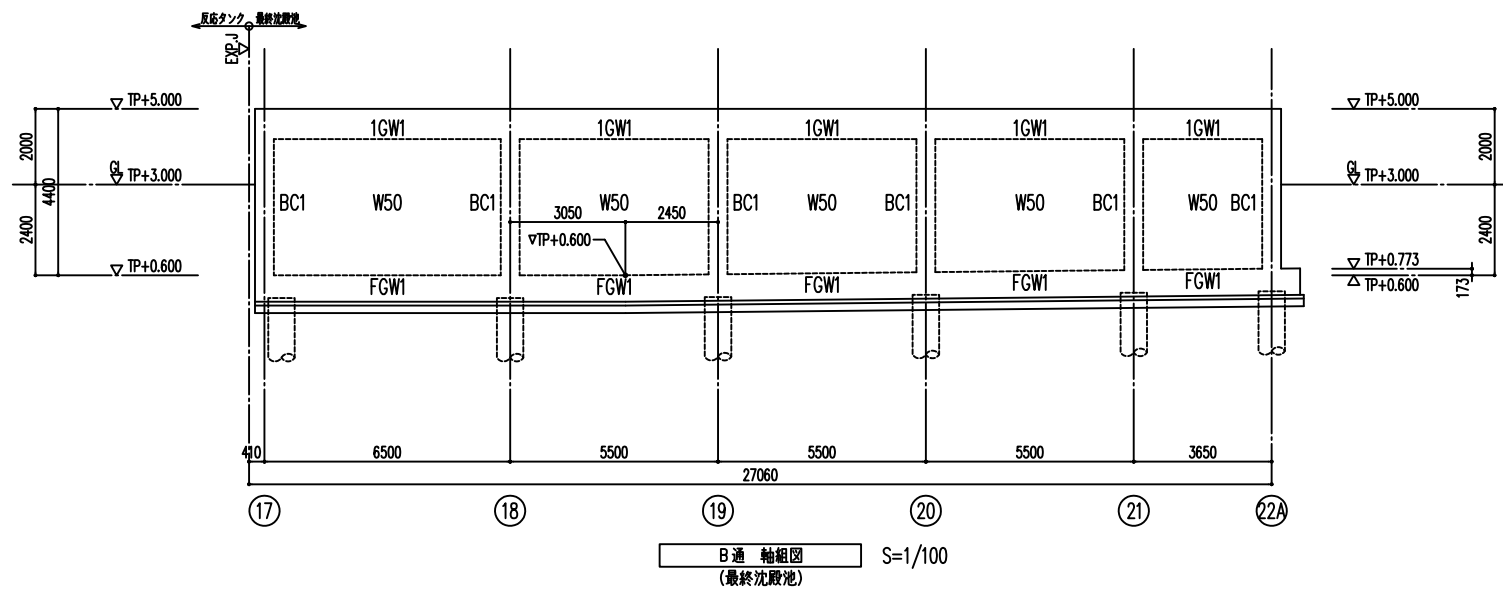 反応タンク 最終沈殿池
EXP.J
TP+5.000 TP+5.000
1GW1 1GW1 1GW1 1GW1 1GW1
2000 4400 2000
GL TP+3.000 GL TP+3.000
BC1 W50 BC1 W50 BC1 W50 BC1 W50 BC1 W50 BC1
3050 2450
2400 2400
TP+0.600
TP+0.600 TP+0.773
FGW1 FGW1 FGW1 FGW1 FGW1
TP+0.600 173
410 6500 5500 5500 5500 3650
27060
17 18 19 20 21 22A
B通 軸組図 S=1/100
(最終沈殿池)